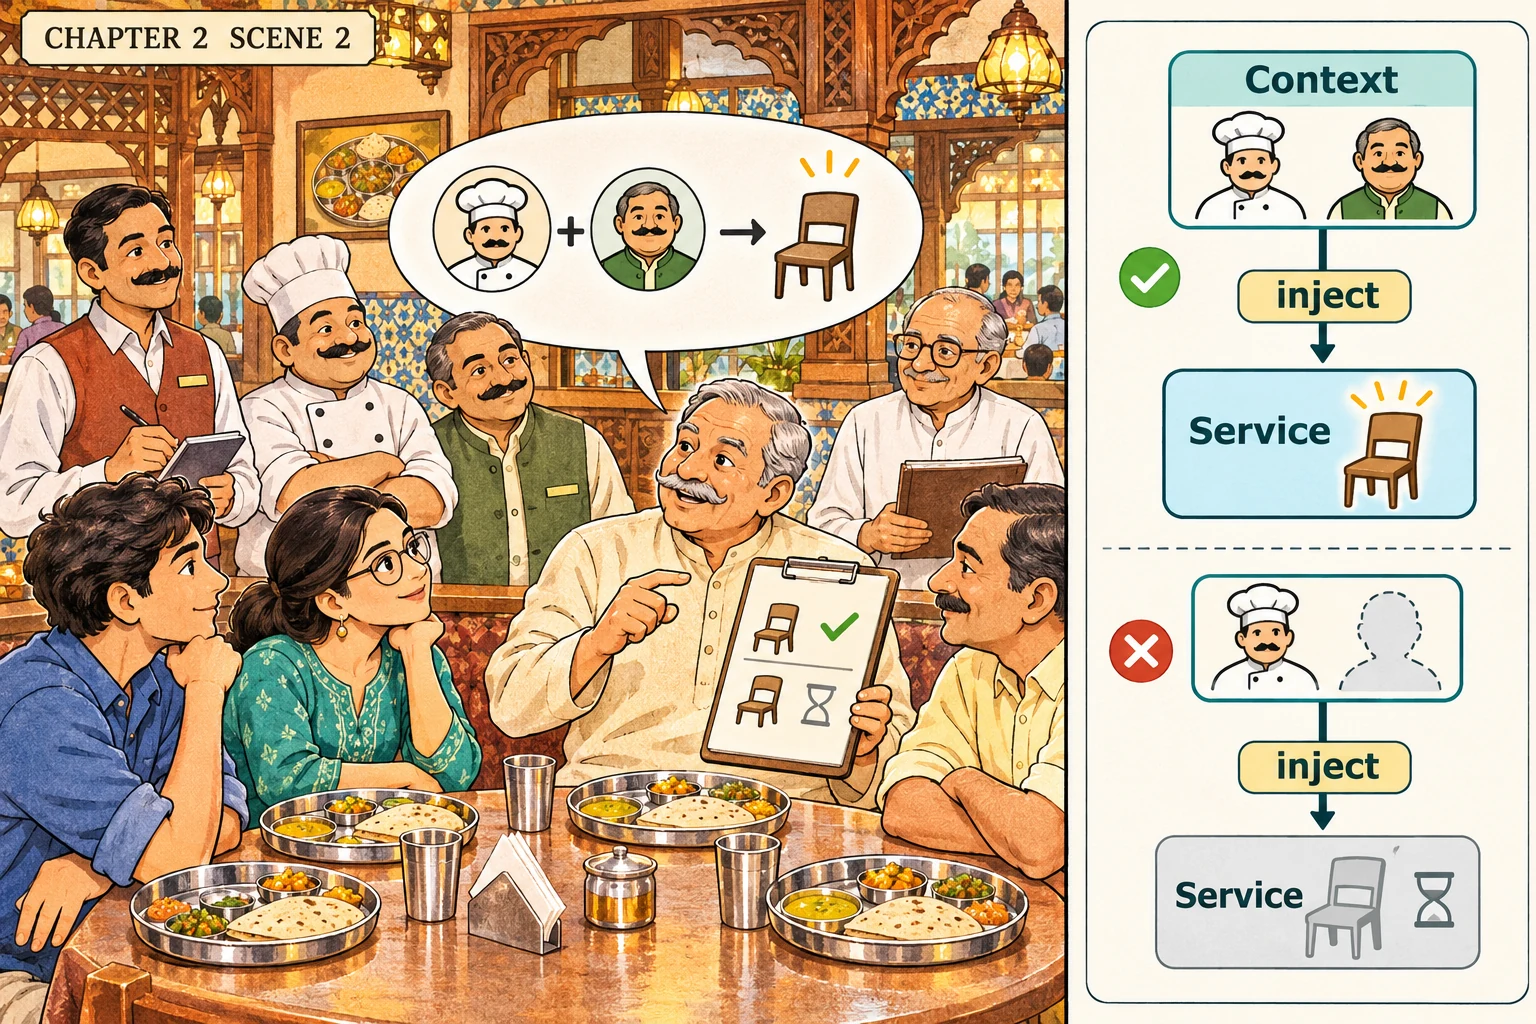 CHAPTER 2 SCENE 2
Context
inject
Service
inject
Service